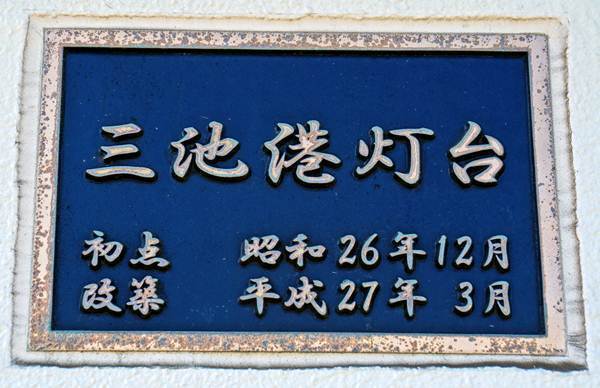 三池港灯台
初点 昭和26年12月
改築 平成27年 3月